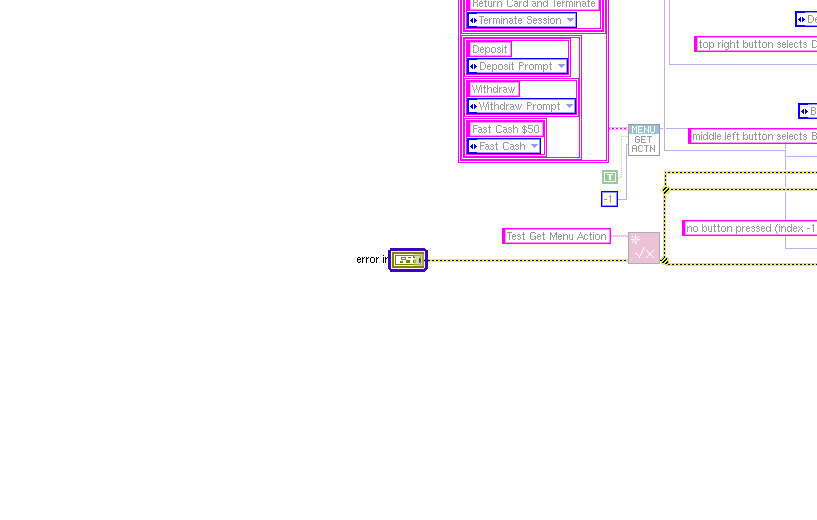 Return Card and Terminate
Terminate Session
Deposit
Deposit Prompt
Withdraw
Withdraw Prompt
Fast Cash $50
Fast Cash
MENU
GET
ACTN
T
-1
Test Get Menu Action
√x
error in
De
top right button selects D
B
middle left button selects B
no button pressed (index -1